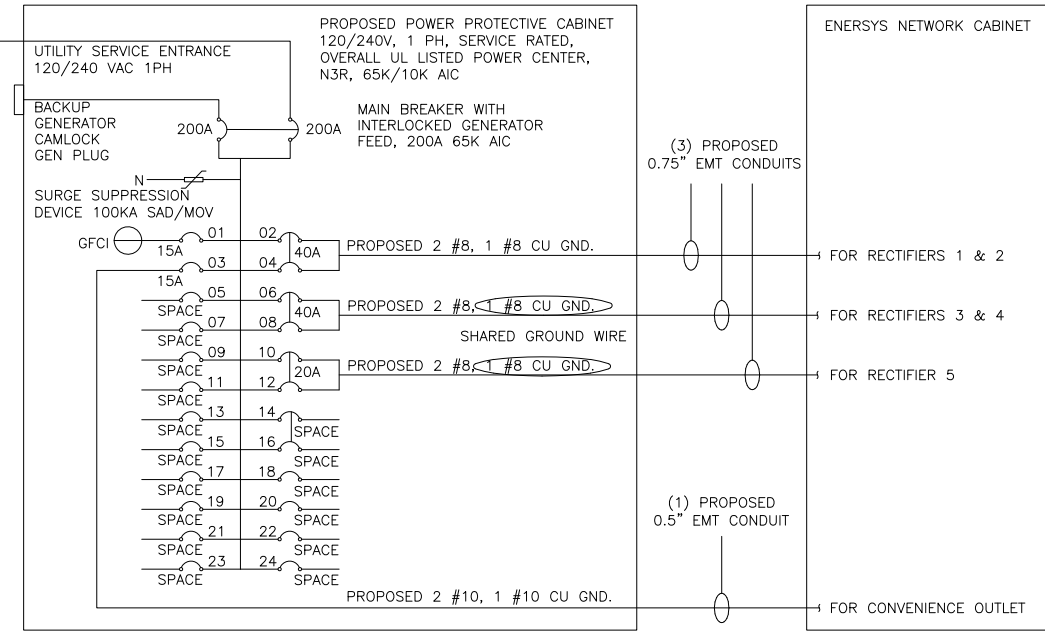 PROPOSED POWER PROTECTIVE CABINET
120/240V, 1 PH, SERVICE RATED,
OVERALL UL LISTED POWER CENTER,
N3R, 65K/10K AIC
ENERSYS NETWORK CABINET
UTILITY SERVICE ENTRANCE
120/240 VAC 1PH
BACKUP
GENERATOR
CAMLOCK
GEN PLUG
200A
200A
MAIN BREAKER WITH
INTERLOCKED GENERATOR
FEED, 200A 65K AIC
(3) PROPOSED
0.75" EMT CONDUITS
N
SURGE SUPPRESSION
DEVICE 100KA SAD/MOV
GFCI
15A
01
02
40A
PROPOSED 2 #8, 1 #8 CU GND.
FOR RECTIFIERS 1 & 2
15A
03
04
SPACE
05
06
40A
PROPOSED 2 #8, 1 #8 CU GND.
FOR RECTIFIERS 3 & 4
SPACE
07
08
SHARED GROUND WIRE
SPACE
09
10
20A
PROPOSED 2 #8, 1 #8 CU GND.
FOR RECTIFIER 5
SPACE
11
12
SPACE
13
14
SPACE
SPACE
15
16
SPACE
SPACE
17
18
SPACE
SPACE
19
20
SPACE
SPACE
21
22
SPACE
SPACE
23
24
SPACE
(1) PROPOSED
0.5" EMT CONDUIT
PROPOSED 2 #10, 1 #10 CU GND.
FOR CONVENIENCE OUTLET